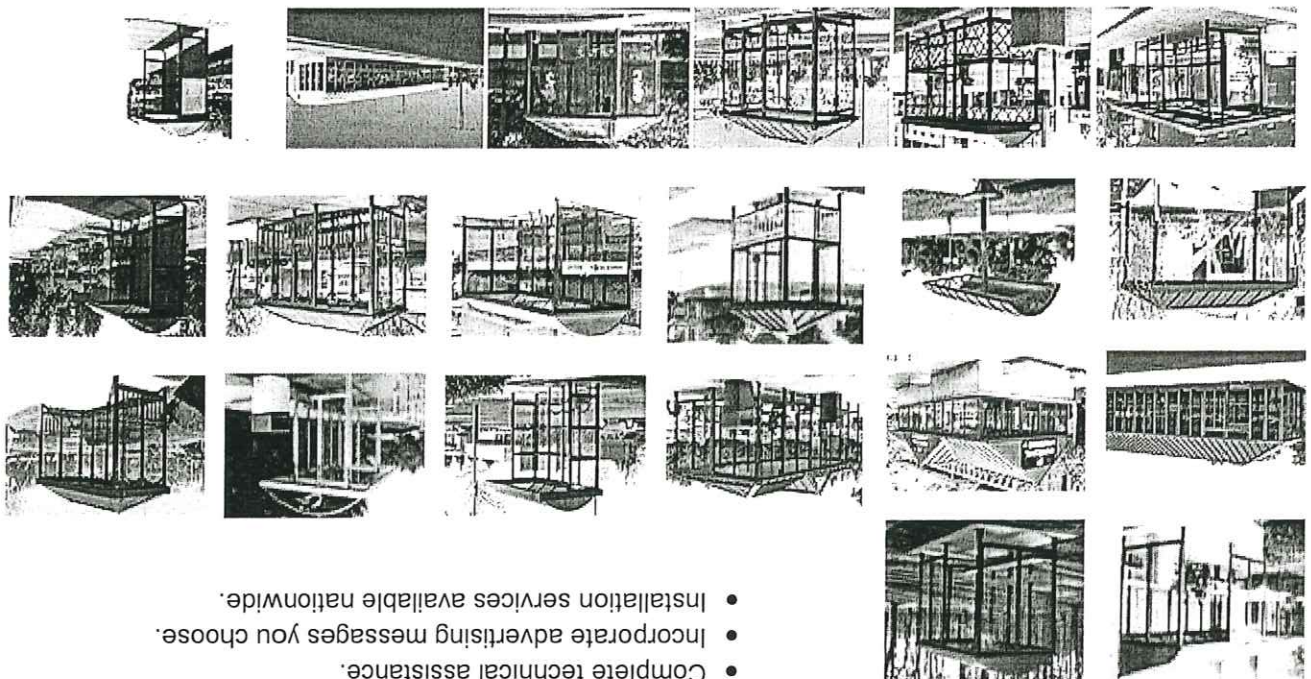 • Complete technical assistance.
• Incorporate advertising messages you choose.
• Installation services available nationwide.